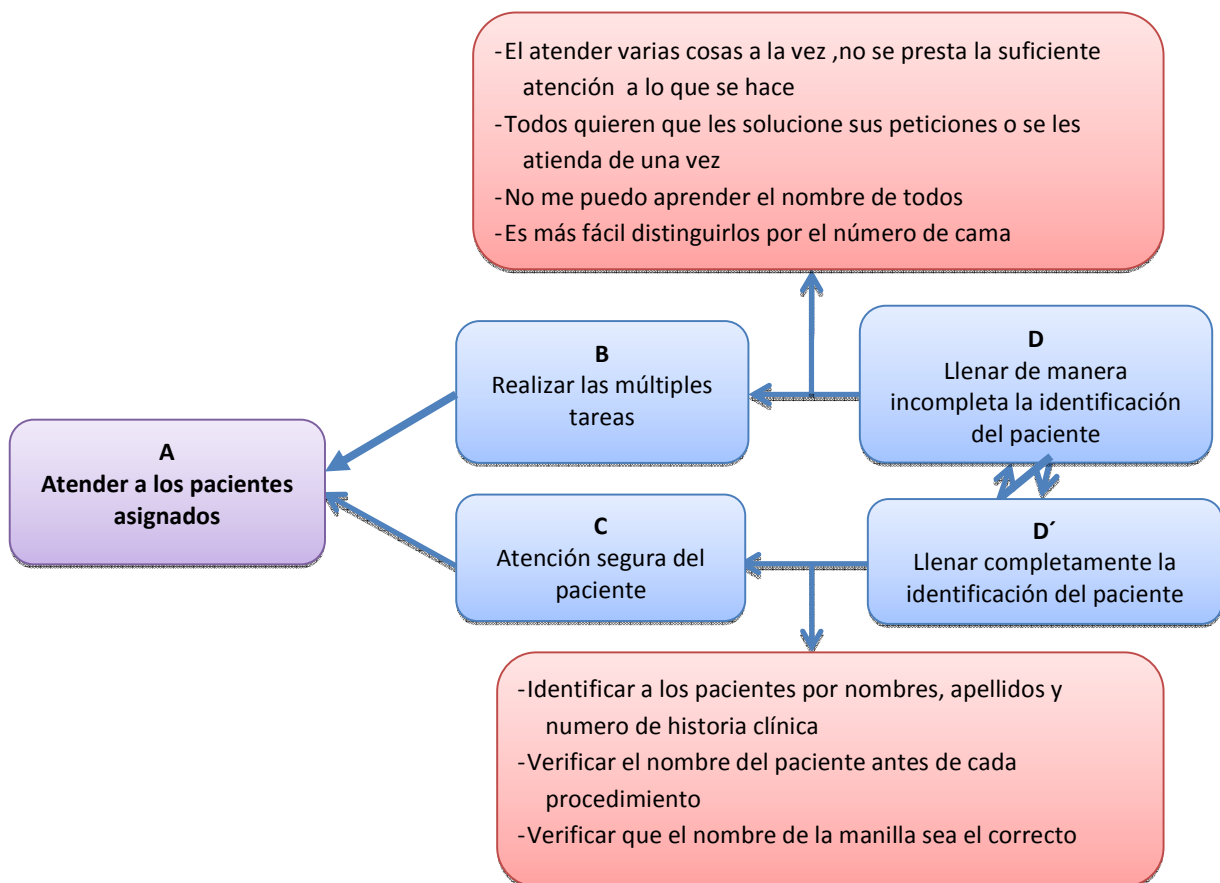 -El atender varias cosas a la vez ,no se presta la suficiente
atención a lo que se hace
-Todos quieren que les solucione sus peticiones o se les
atienda de una vez
-No me puedo aprender el nombre de todos
-Es más fácil distinguirlos por el número de cama
B
Realizar las múltiples
tareas
D
Llenar de manera
incompleta la identificación
del paciente
A
Atender a los pacientes
asignados
C
Atención segura del
paciente
D´
Llenar completamente la
identificación del paciente
-Identificar a los pacientes por nombres, apellidos y
numero de historia clínica
-Verificar el nombre del paciente antes de cada
procedimiento
-Verificar que el nombre de la manilla sea el correcto